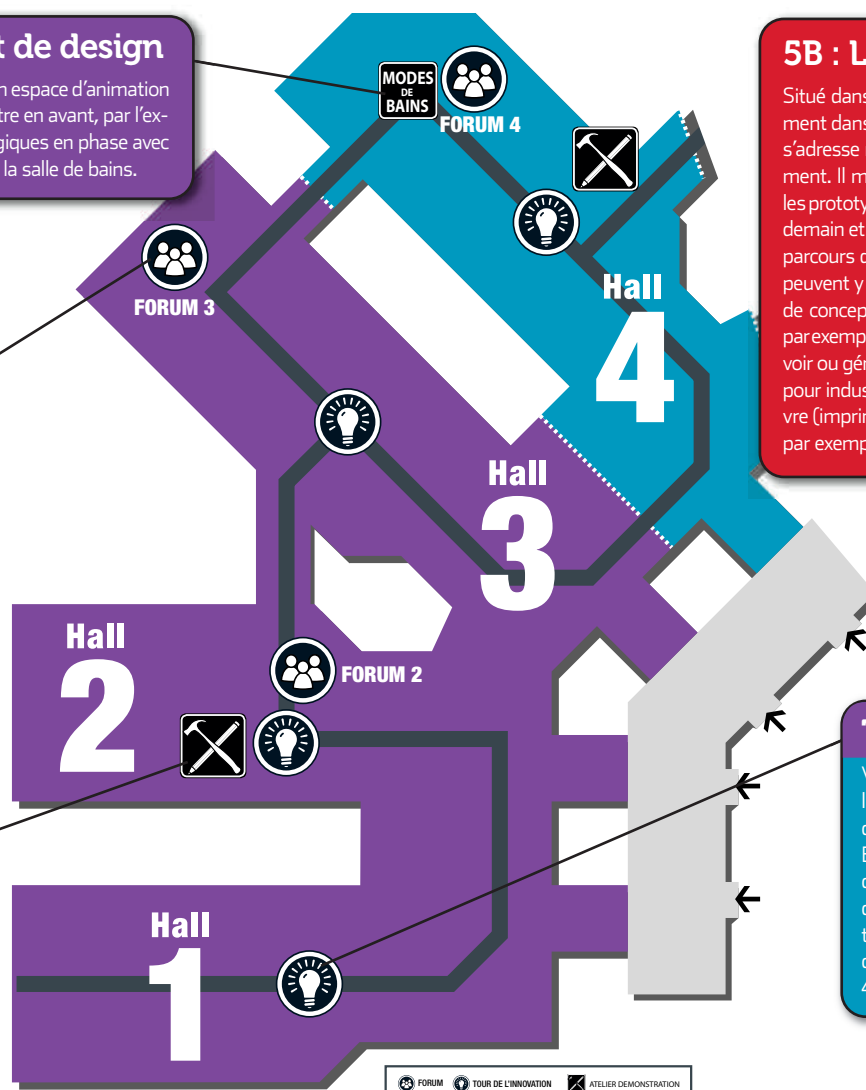 t de design
n espace d’animation
tre en avant, par l’ex-
giques en phase avec
la salle de bains.
MODES
DE
BAINS
FORUM 4
5B : L
Situé dans
ment dans
s’adresse
ment. Il m
les prototy
demain et
parcours d
peuvent y
de concep
par exemp
voir ou gér
pour indus
vre (imprin
par exemp
FORUM 3
Hall
4
Hall
3
Hall
2
FORUM 2
Hall
1
FORUM
TOUR DE L’INNOVATION
ATELIER DEMONSTRATION